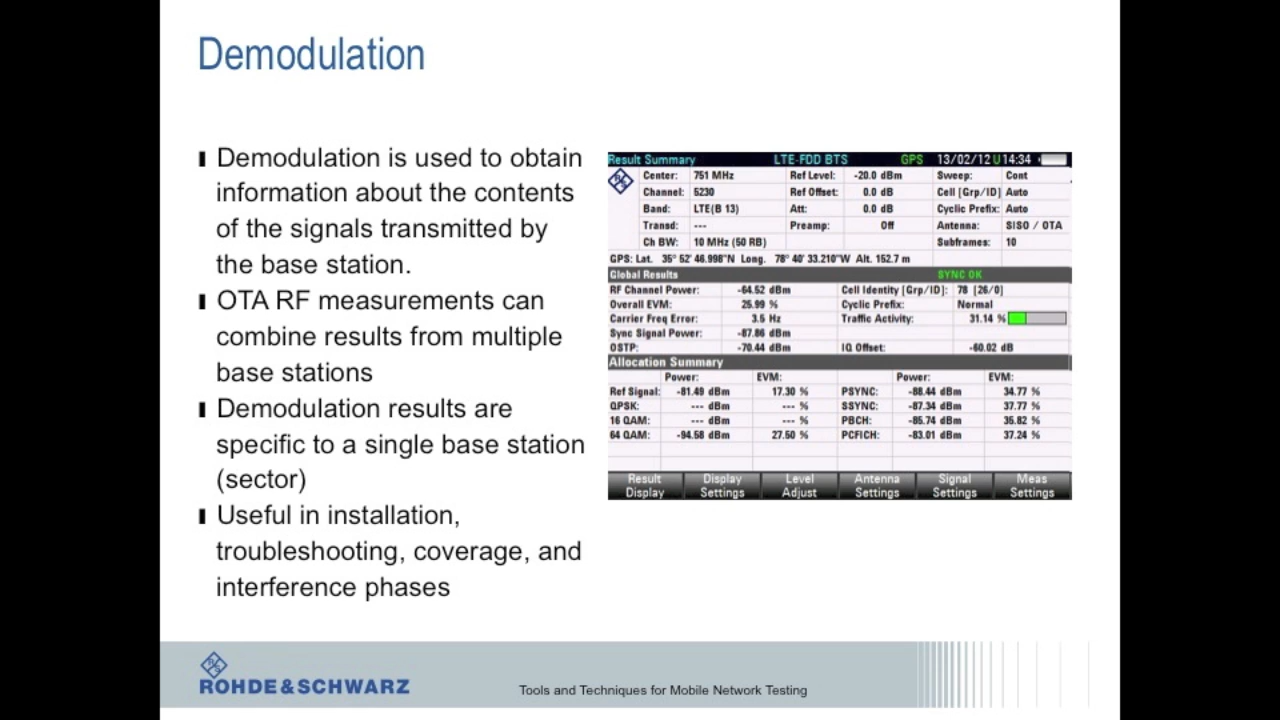 Demodulation
Demodulation is used to obtain
information about the contents
of the signals transmitted by
the base station.
OTA RF measurements can
combine results from multiple
base stations
Demodulation results are
specific to a single base station
(sector)
Useful in installation,
troubleshooting, coverage, and
interference phases
Result Summary LTE-FDD BTS GPS 13/02/12 U 14:34
Center: 751 MHz Ref Level: -20.0 dBm Sweep: Cont
Channel: 5230 Ref Offset: 0.0 dB Cell [Grp/ID] Auto
Band: LTE(B 13) Att: 0.0 dB Cyclic Prefix: Auto
Transd: --- Preamp: Off Antenna: SISO / OTA
Ch BW: 10 MHz (50 RB) Subframes: 10
GPS: Lat. 35° 52' 46.998"N Long. 78° 40' 33.210"W Alt. 152.7 m
Global Results SYNC OK
RF Channel Power: -64.52 dBm Cell Identity [Grp/ID]: 78 [26/0]
Overall EVM: 25.99 % Cyclic Prefix: Normal
Carrier Freq Error: 3.5 Hz Traffic Activity: 31.14 %
Sync Signal Power: -87.86 dBm
OSTP: -70.44 dBm IQ Offset: -60.02 dB
Allocation Summary
Power: EVM: Power: EVM:
Ref Signal: -81.49 dBm 17.30 % PSYNC: -88.44 dBm 34.77 %
QPSK: --- dBm --- % SSYNC: -87.34 dBm 37.77 %
16 QAM: --- dBm --- % PBCH: -85.74 dBm 35.82 %
64 QAM: -94.58 dBm 27.50 % PCFICH: -83.01 dBm 37.24 %
Result Display Level Antenna Signal Meas
Display Settings Adjust Settings Settings Settings
R S
ROHDE & SCHWARZ
Tools and Techniques for Mobile Network Testing